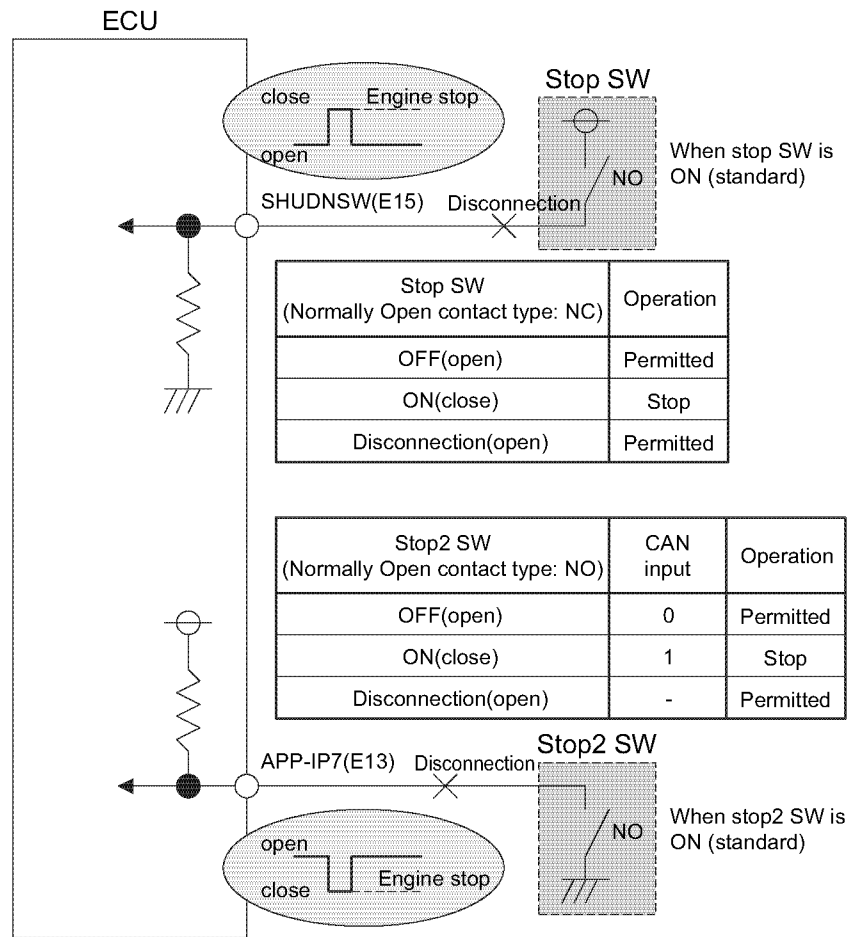 ECU
close Engine stop
open
Stop SW
NO
When stop SW is
ON (standard)
SHUDNSW(E15) Disconnection
Stop SW
(Normally Open contact type: NC)
Operation
OFF(open) Permitted
ON(close) Stop
Disconnection(open) Permitted
Stop2 SW
(Normally Open contact type: NO)
CAN
input
Operation
OFF(open) 0 Permitted
ON(close) 1 Stop
Disconnection(open) - Permitted
Stop2 SW
APP-IP7(E13) Disconnection
NO
When stop2 SW is
ON (standard)
open
close Engine stop